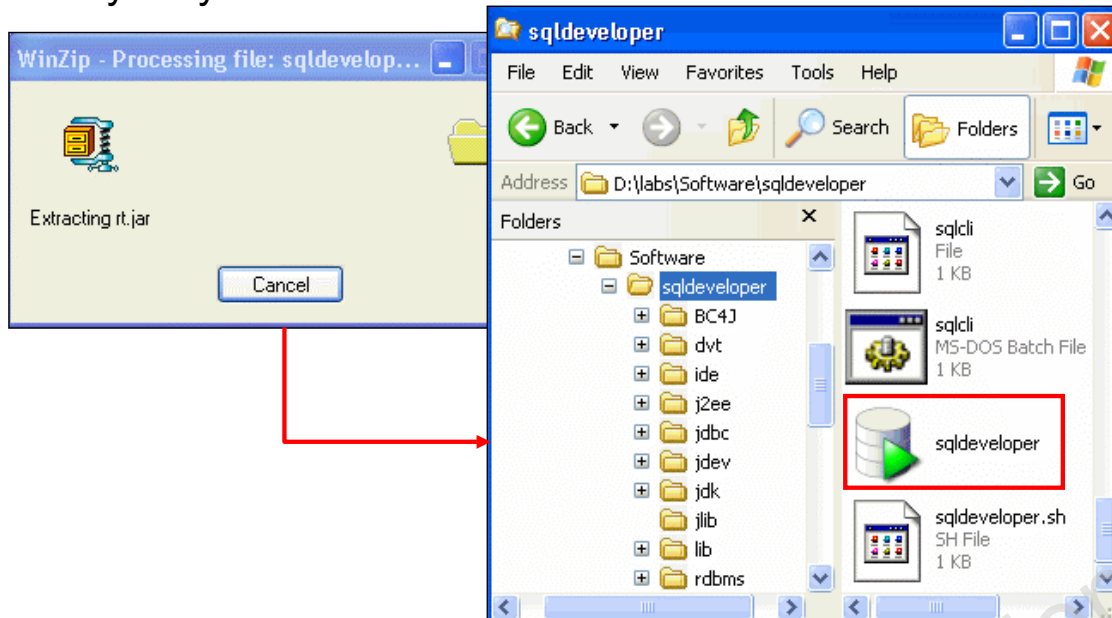 WinZip - Processing file: sqldevelop...
Extracting rt.jar
Cancel
sqldeveloper
File Edit View Favorites Tools Help
Back Search Folders
Address D:\labs\Software\sqldeveloper Go
Folders x
Software
sqldeveloper
BC4J
dvt
ide
j2ee
jdbc
jdev
jdk
jlib
lib
rdbms
sqlcli
File
1 KB
sqlcli
MS-DOS Batch File
1 KB
sqldeveloper
sqldeveloper.sh
SH File
1 KB